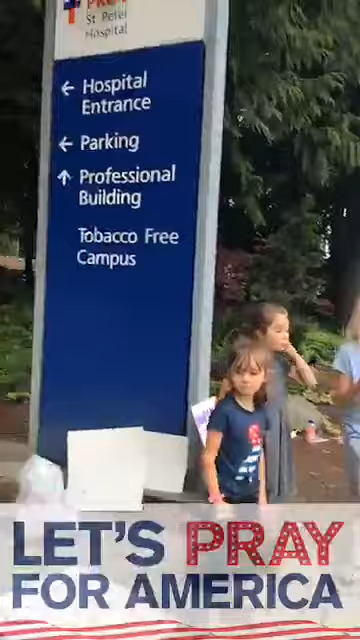 St Peter
Hospital
← Hospital
Entrance
← Parking
↑ Professional
Building
Tobacco Free
Campus
LET'S PRAY
FOR AMERICA